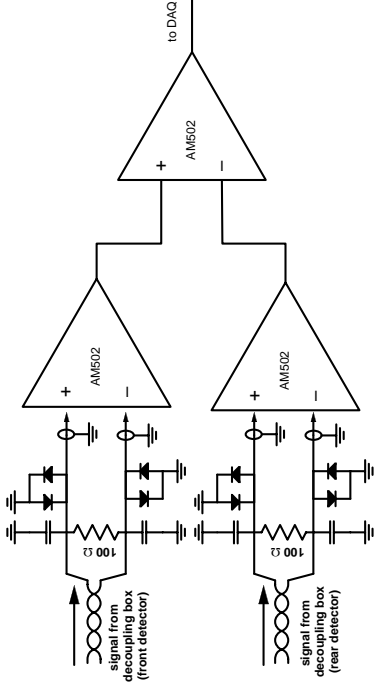 to DAQ
+
−
AM502
+
−
AM502
+
−
AM502
100 Ω
100 Ω
signal from
decoupling box
(front detector)
signal from
decoupling box
(rear detector)